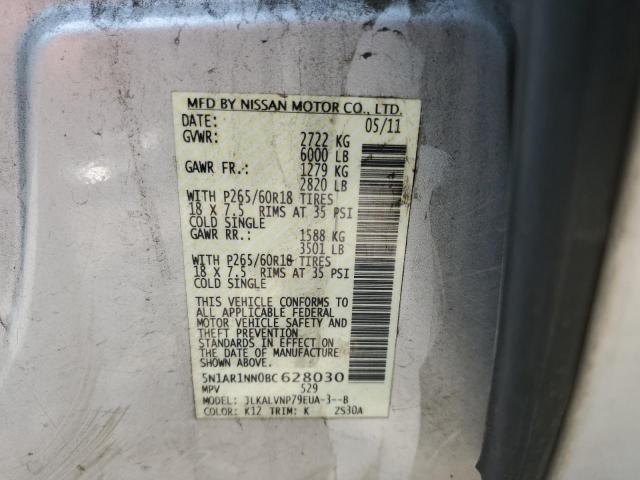 MFD BY NISSAN MOTOR CO., LTD.
DATE: 05/11
GVWR: 2722 KG
6000 LB
GAWR FR.: 1279 KG
2820 LB
WITH P265/60R18 TIRES
18 X 7.5 RIMS AT 35 PSI
COLD SINGLE
GAWR RR.: 1588 KG
3501 LB
WITH P265/60R18 TIRES
18 X 7.5 RIMS AT 35 PSI
COLD SINGLE
THIS VEHICLE CONFORMS TO
ALL APPLICABLE FEDERAL
MOTOR VEHICLE SAFETY AND
THEFT PREVENTION
STANDARDS IN EFFECT ON
THE DATE OF MANUFACTURE
SHOWN ABOVE.
5N1AR1NN0BC628030
MPV 529
MODEL: JLKALVNP79EUA-3--B
COLOR: K12 TRIM: K 2S30A